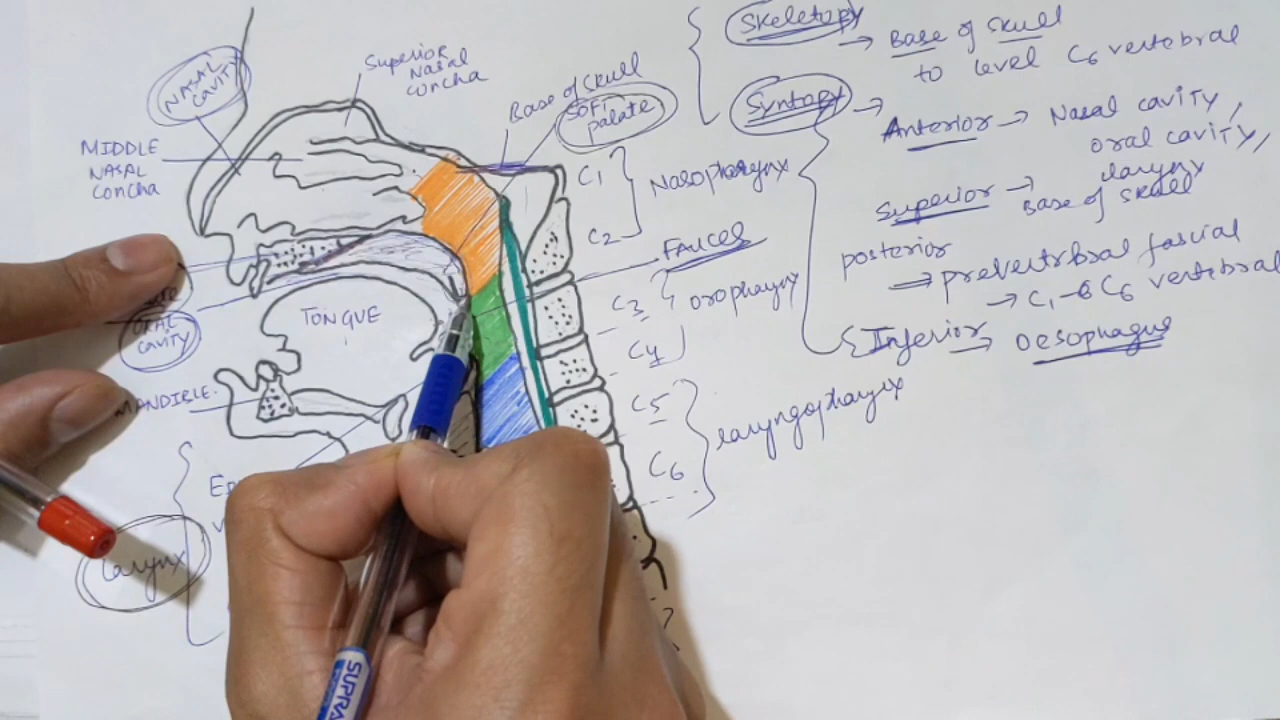 NASAL
CAVITY
Superior
Nasal
concha
MIDDLE
NASAL
concha
Base of skull
SOFT
palate
C1
C2
Nasopharynx
FAUCES
C3
C4
oropharynx
C5
C6
laryngopharynx
TONGUE
ORAL
CAVITY
MANDIBLE.
larynx
Skeletopy
→ Base of skull
to level C6 vertebral
Syntopy →
Anterior → Nasal cavity,
oral cavity,
larynx
Superior → Base of skull
posterior
⇒ prevertrbal fascial
→ C1-C6 vertebral
Inferior → oesophagus
SUPRA